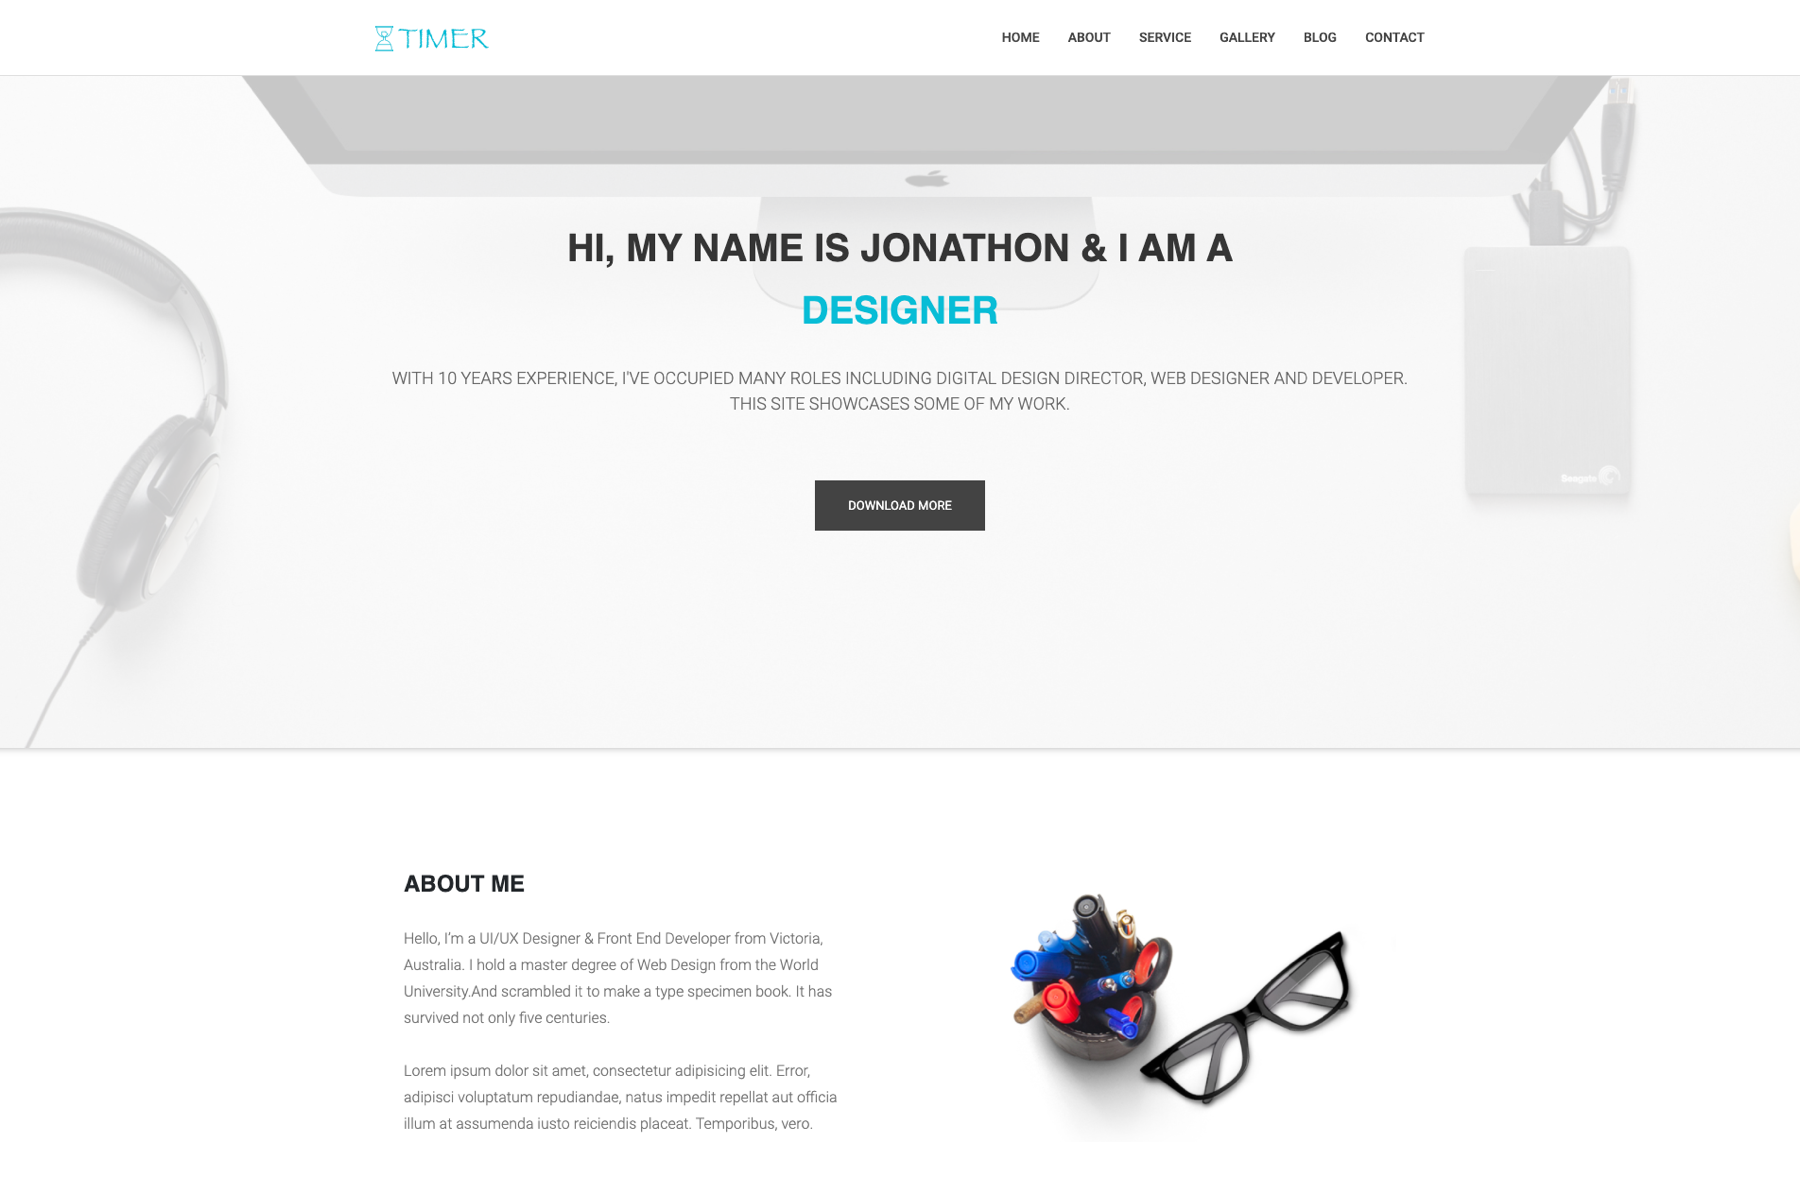 TIMER
HOME ABOUT SERVICE GALLERY BLOG CONTACT
HI, MY NAME IS JONATHON & I AM A
DESIGNER
WITH 10 YEARS EXPERIENCE, I'VE OCCUPIED MANY ROLES INCLUDING DIGITAL DESIGN DIRECTOR, WEB DESIGNER AND DEVELOPER.
THIS SITE SHOWCASES SOME OF MY WORK.
Seagate
DOWNLOAD MORE
ABOUT ME
Hello, I'm a UI/UX Designer & Front End Developer from Victoria,
Australia. I hold a master degree of Web Design from the World
University.And scrambled it to make a type specimen book. It has
survived not only five centuries.
Lorem ipsum dolor sit amet, consectetur adipisicing elit. Error,
adipisci voluptatum repudiandae, natus impedit repellat aut officia
illum at assumenda iusto reiciendis placeat. Temporibus, vero.